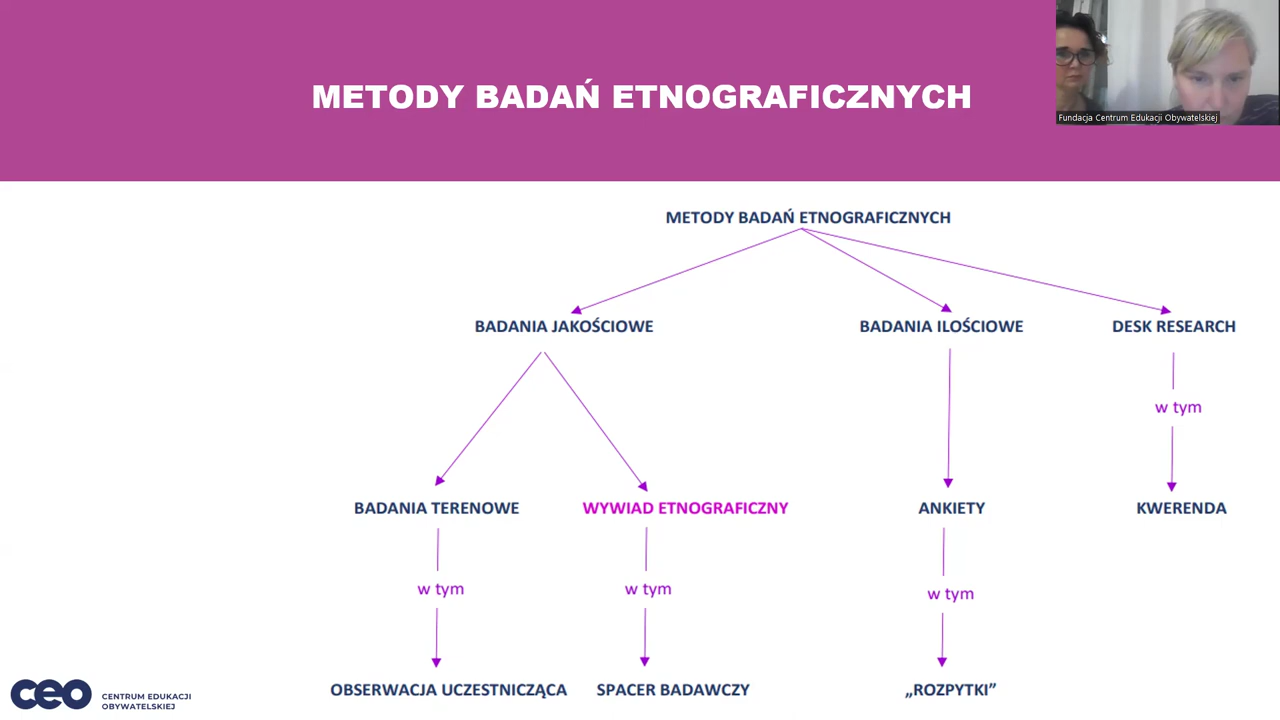 METODY BADAŃ ETNOGRAFICZNYCH
Fundacja Centrum Edukacji Obywatelskiej
METODY BADAŃ ETNOGRAFICZNYCH
BADANIA JAKOŚCIOWE
BADANIA ILOŚCIOWE
DESK RESEARCH
w tym
BADANIA TERENOWE
WYWIAD ETNOGRAFICZNY
ANKIETY
KWERENDA
w tym
w tym
w tym
OBSERWACJA UCZESTNICZĄCA
SPACER BADAWCZY
„ROZPYTKI”
ceo
CENTRUM EDUKACJI
OBYWATELSKIEJ